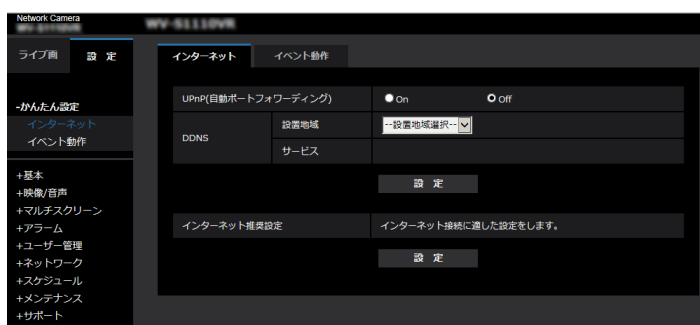 Network Camera
WV-S1110VR
ライブ画
設 定
インターネット
イベント動作
-かんたん設定
インターネット
イベント動作
+基本
+映像/音声
+マルチスクリーン
+アラーム
+ユーザー管理
+ネットワーク
+スケジュール
+メンテナンス
+サポート
UPnP(自動ポートフォワーディング)
On
Off
DDNS
設置地域
--設置地域選択--
サービス
設 定
インターネット推奨設定
インターネット接続に適した設定をします。
設 定